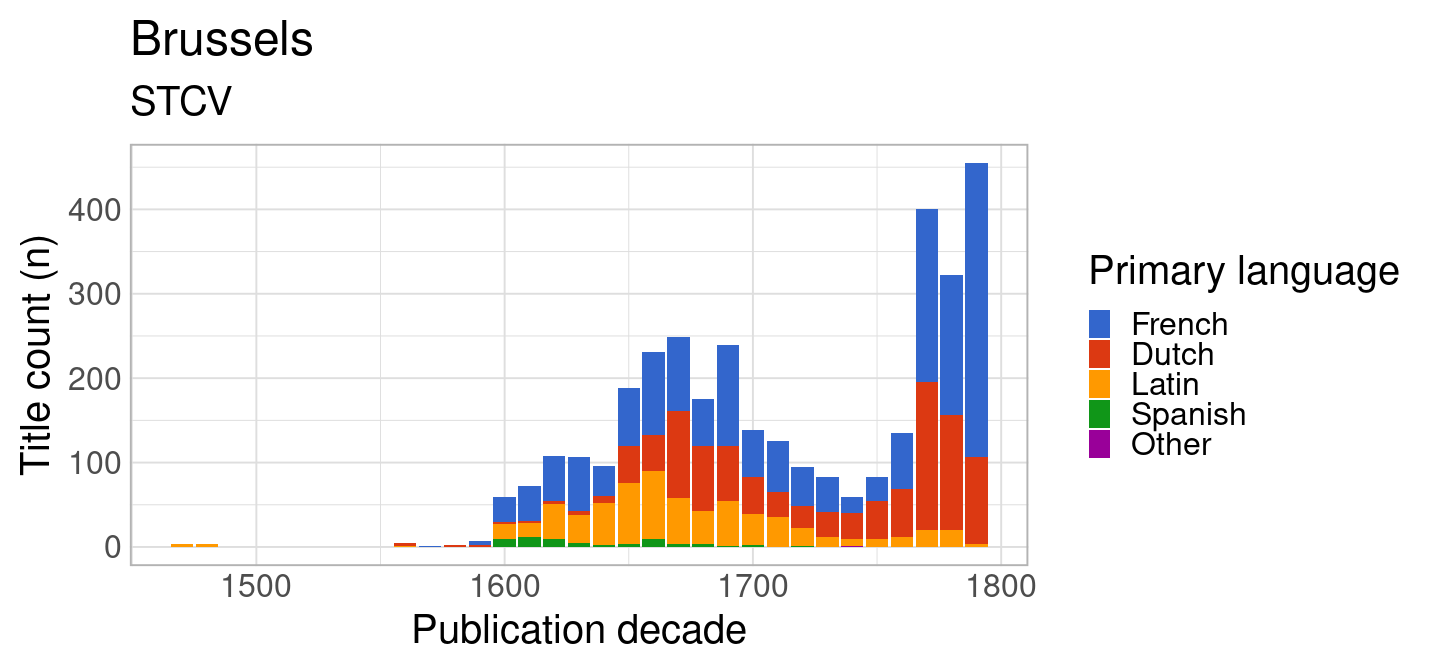 Brussels
STCV
Title count (n)
400
300
200
100
0
1500
1600
1700
1800
Publication decade
Primary language
French
Dutch
Latin
Spanish
Other